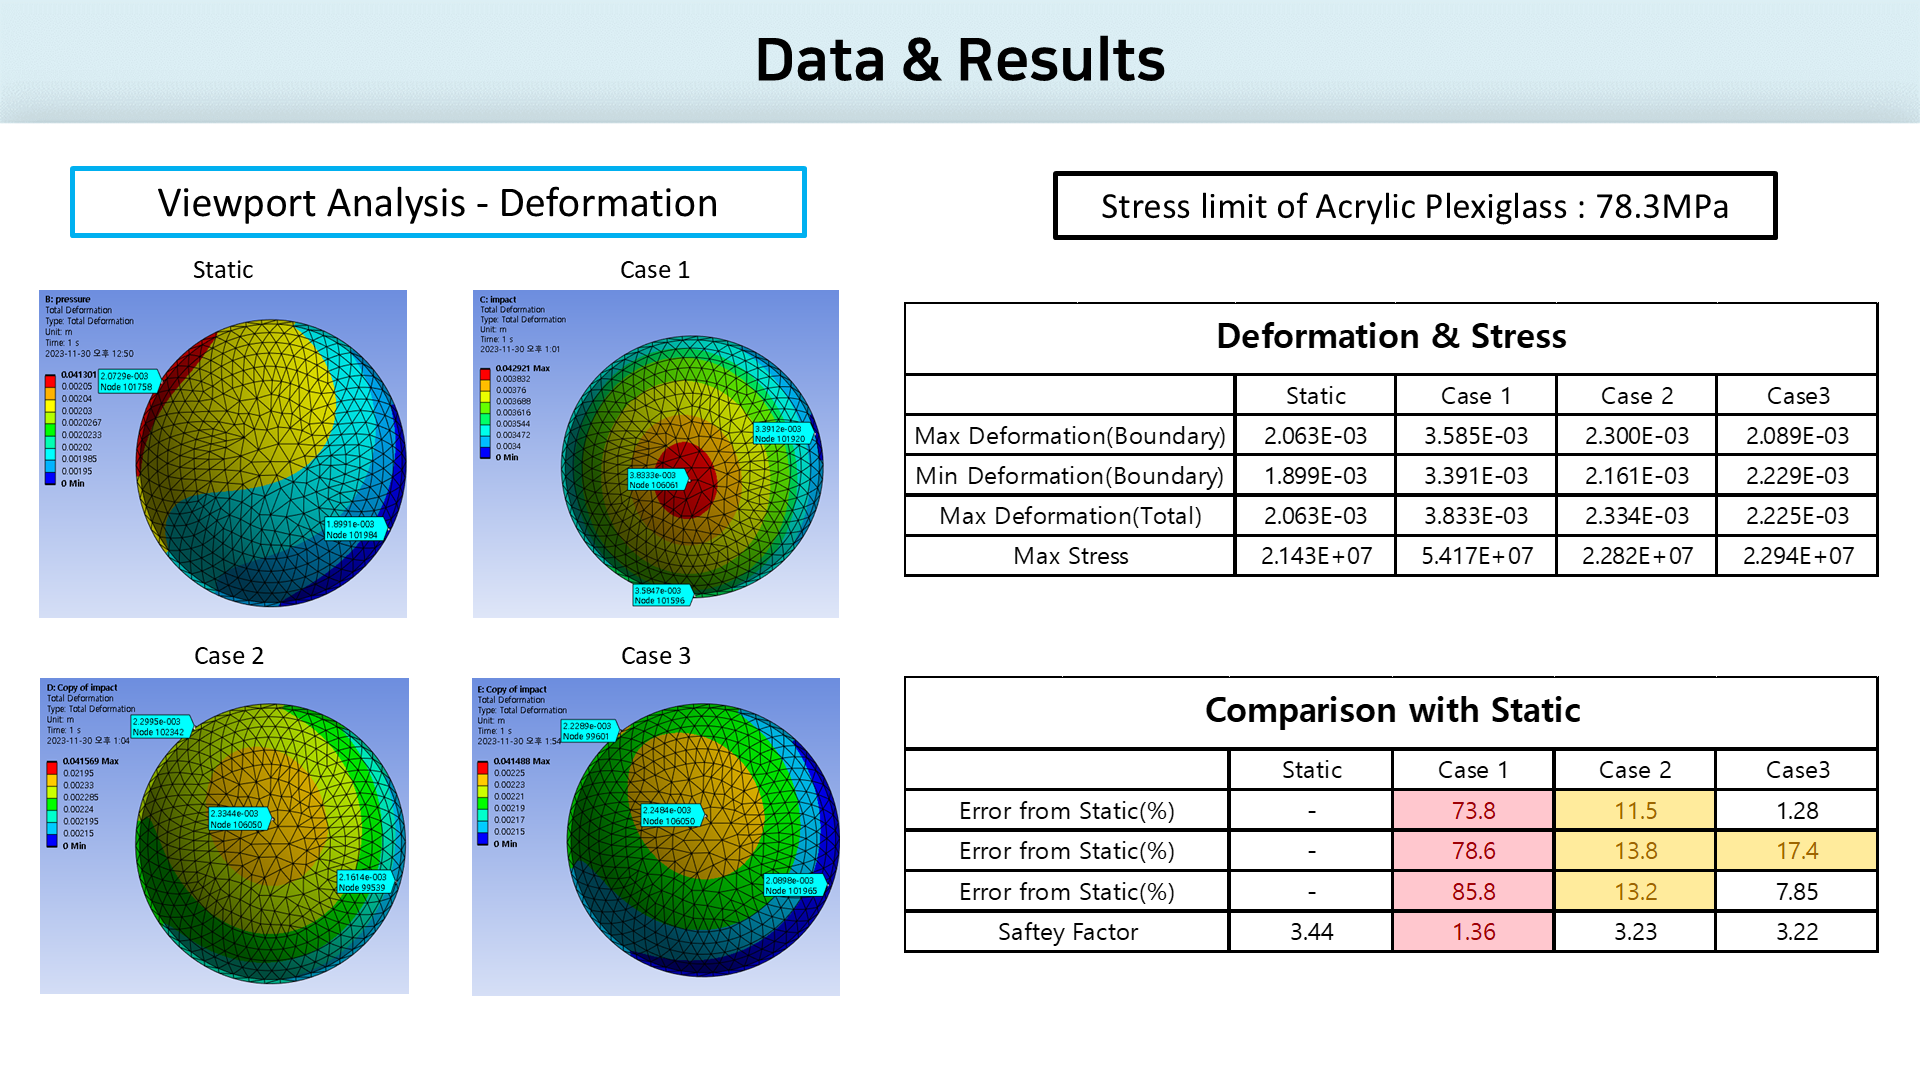 Data & Results
Viewport Analysis - Deformation
Stress limit of Acrylic Plexiglass : 78.3MPa
Static
B: pressure
Total Deformation
Type: Total Deformation
Unit: m
Time: 1 s
2023-11-30 오후 12:50
0.041301
0.00205
0.00204
0.00203
0.0020267
0.0020233
0.00202
0.001985
0.00195
0 Min
2.0729e-003
Node 101758
1.8991e-003
Node 101984
Case 1
C: impact
Total Deformation
Type: Total Deformation
Unit: m
Time: 1 s
2023-11-30 오후 1:01
0.042921 Max
0.003832
0.00376
0.003688
0.003616
0.003544
0.003472
0.0034
0 Min
3.3912e-003
Node 101920
3.8333e-003
Node 106061
3.5847e-003
Node 101596
Case 2
D: Copy of impact
Total Deformation
Type: Total Deformation
Unit: m
Time: 1 s
2023-11-30 오후 1:04
0.041569 Max
0.02195
0.00233
0.002285
0.00224
0.002195
0.00215
0 Min
2.2995e-003
Node 102342
2.3344e-003
Node 106050
2.1614e-003
Node 99539
Case 3
E: Copy of impact
Total Deformation
Type: Total Deformation
Unit: m
Time: 1 s
2023-11-30 오후 1:54
0.041488 Max
0.00225
0.00223
0.00221
0.00219
0.00217
0.00215
0 Min
2.2289e-003
Node 99601
2.2484e-003
Node 106050
2.0898e-003
Node 101965
Deformation & Stress
Static Case 1 Case 2 Case3
Max Deformation(Boundary) 2.063E-03 3.585E-03 2.300E-03 2.089E-03
Min Deformation(Boundary) 1.899E-03 3.391E-03 2.161E-03 2.229E-03
Max Deformation(Total) 2.063E-03 3.833E-03 2.334E-03 2.225E-03
Max Stress 2.143E+07 5.417E+07 2.282E+07 2.294E+07
Comparison with Static
Static Case 1 Case 2 Case3
Error from Static(%) - 73.8 11.5 1.28
Error from Static(%) - 78.6 13.8 17.4
Error from Static(%) - 85.8 13.2 7.85
Saftey Factor 3.44 1.36 3.23 3.22